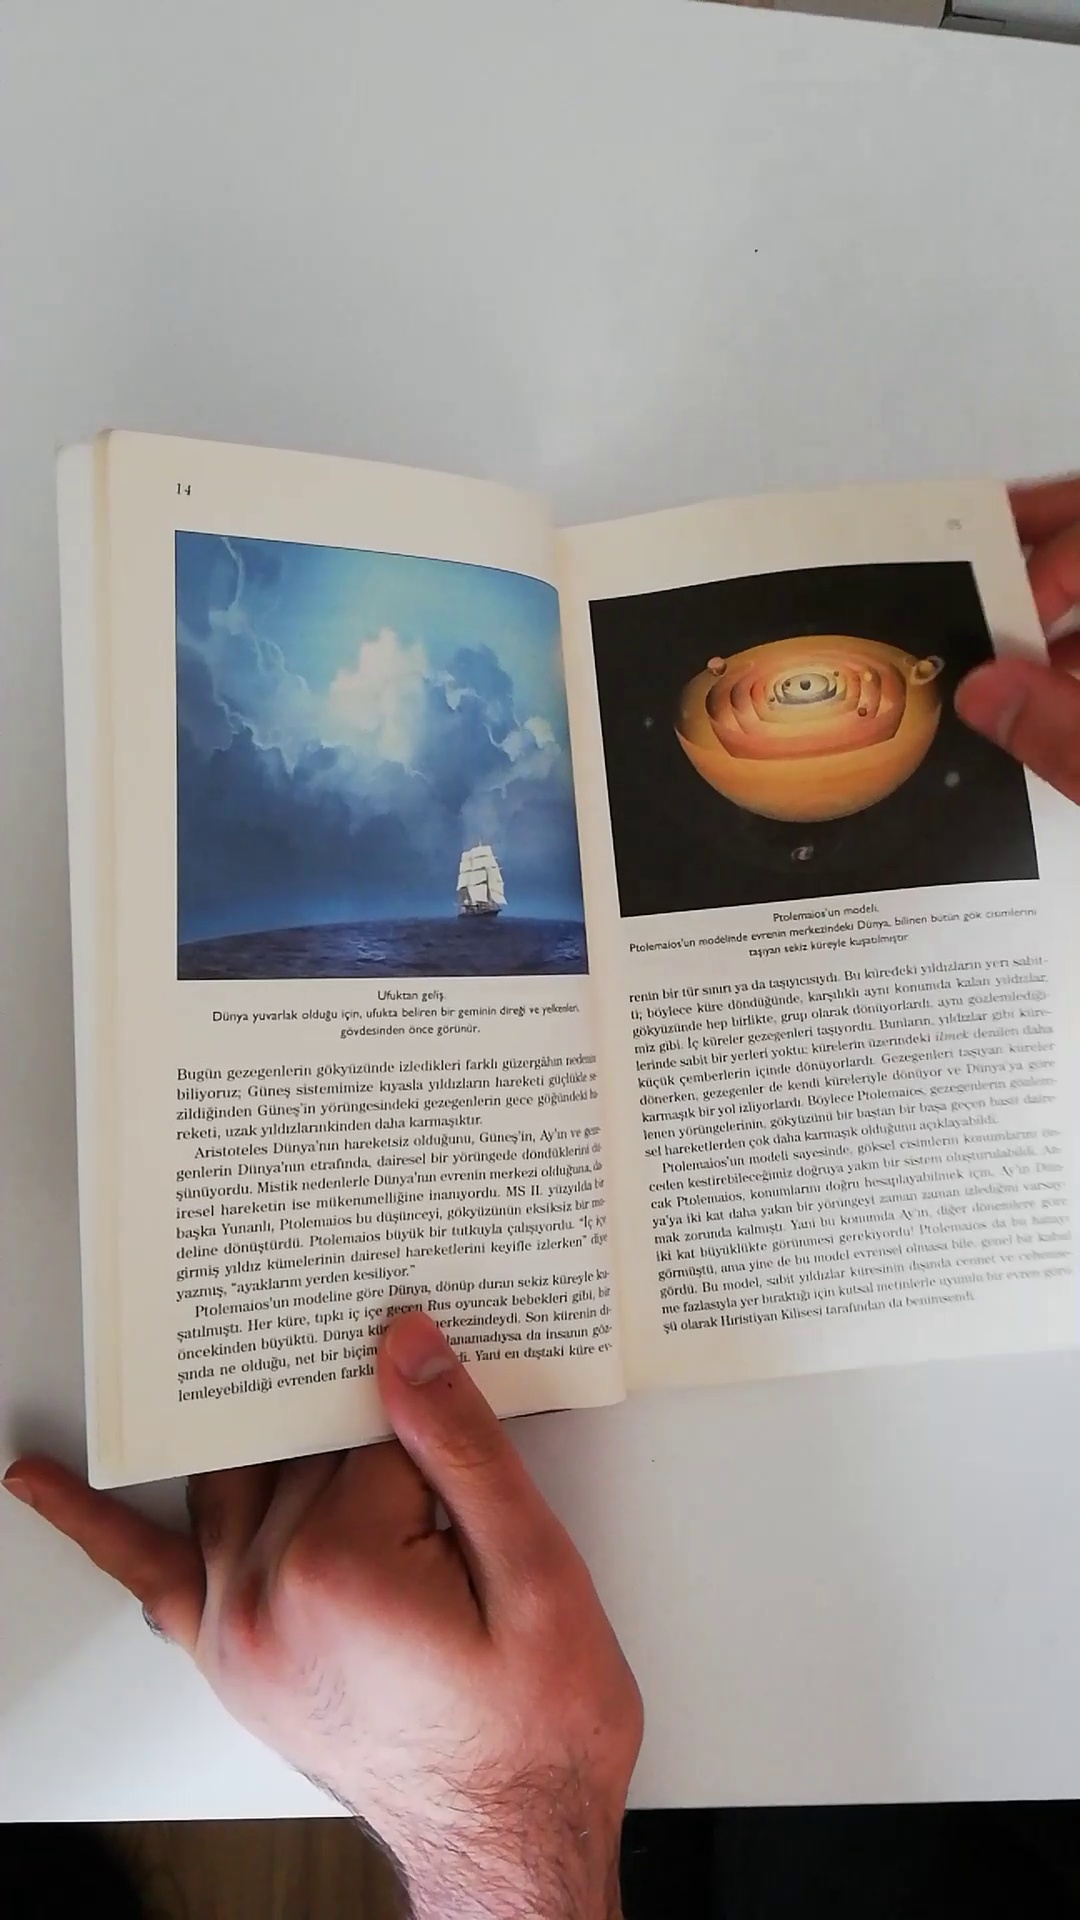 14
Ufuktan geliş.
Dünya yuvarlak olduğu için, ufukta beliren bir geminin direği ve yelkenleri,
gövdesinden önce görünür.
Bugün gezegenlerin gökyüzünde izledikleri farklı güzergâhın nedenini
biliyoruz; Güneş sistemimize kıyasla yıldızların hareketi güçlükle se-
zildiğinden Güneş'in yörüngesindeki gezegenlerin gece göğündeki ha-
reketi, uzak yıldızlarınkinden daha karmaşıktır.
Aristoteles Dünya'nın hareketsiz olduğunu, Güneş'in, Ay'ın ve geze-
genlerin Dünya'nın etrafında, dairesel bir yörüngede döndüklerini dü-
şünüyordu. Mistik nedenlerle Dünya'nın evrenin merkezi olduğuna, da-
iresel hareketin ise mükemmelliğine inanıyordu. MS II. yüzyılda bir
başka Yunanlı, Ptolemaios bu düşünceyi, gökyüzünün eksiksiz bir mo-
deline dönüştürdü. Ptolemaios büyük bir tutkuyla çalışıyordu. "İç içe
girmiş yıldız kümelerinin dairesel hareketlerini keyifle izlerken" diye
yazmış, "ayaklarım yerden kesiliyor."
Ptolemaios'un modeline göre Dünya, dönüp duran sekiz küreyle ku-
şatılmıştı. Her küre, tıpkı iç içe geçen Rus oyuncak bebekleri gibi, bir
öncekinden büyüktü. Dünya merkezindeydi. Son kürenin dı-
şında ne olduğu, net bir biçim lanamadıysa da insanın göz-
lemleyebildiği evrenden farklı Yani en dıştaki küre ev-
Ptolemaios'un modeli.
Ptolemaios'un modelinde evrenin merkezindeki Dünya, bilinen bütün gök cisimlerini
taşıyan sekiz küreyle kuşatılmıştır.
renin bir tür sınırı ya da taşıyıcısıydı. Bu küredeki yıldızların yeri sabit-
ti; böylece küre döndüğünde, karşılıklı aynı konumda kalan yıldızlar,
gökyüzünde hep birlikte, grup olarak dönüyorlardı, aynı gözlemlediği-
miz gibi. İç küreler gezegenleri taşıyordu. Bunların, yıldızlar gibi küre-
lerinde sabit bir yerleri yoktu; kürelerin üzerindeki ilmek denilen daha
küçük çemberlerin içinde dönüyorlardı. Gezegenleri taşıyan küreler
dönerken, gezegenler de kendi küreleriyle dönüyor ve Dünya'ya göre
karmaşık bir yol izliyorlardı. Böylece Ptolemaios, gezegenlerin gözlem-
lenen yörüngelerinin, gökyüzünü bir baştan bir başa geçen basit daire-
sel hareketlerden çok daha karmaşık olduğunu açıklayabildi.
Ptolemaios'un modeli sayesinde, göksel cisimlerin konumlarını ön-
ceden kestirebileceğimiz doğruya yakın bir sistem oluşturulabildi. An-
cak Ptolemaios, konumlarını doğru hesaplayabilmek için, Ay'ın Dün-
ya'ya iki kat daha yakın bir yörüngeyi zaman zaman izlediğini varsay-
mak zorunda kalmıştı. Yani bu konumda Ay'ın, diğer dönemlere göre
iki kat büyüklükte görünmesi gerekiyordu! Ptolemaios da bu hatayı
görmüştü, ama yine de bu model evrensel olmasa bile, genel bir kabul
gördü. Bu model, sabit yıldızlar küresinin dışında cennet ve cehenne-
me fazlasıyla yer bıraktığı için kutsal metinlerle uyumlu bir evren görü-
şü olarak Hıristiyan Kilisesi tarafından da benimsendi.